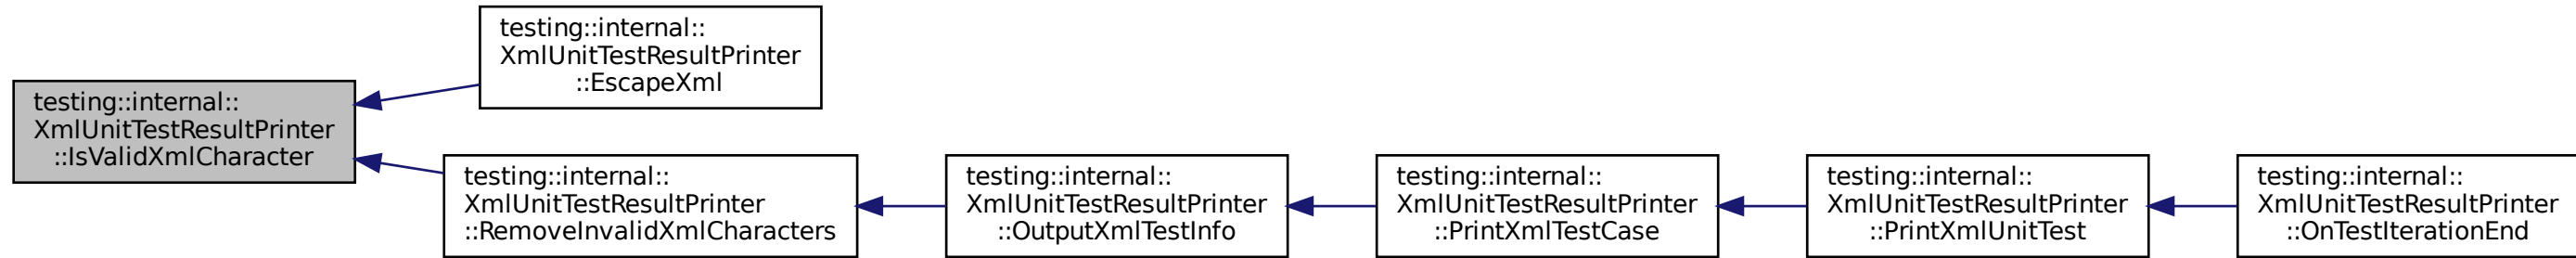 testing::internal::
XmlUnitTestResultPrinter
::IsValidXmlCharacter
testing::internal::
XmlUnitTestResultPrinter
::EscapeXml
testing::internal::
XmlUnitTestResultPrinter
::RemoveInvalidXmlCharacters
testing::internal::
XmlUnitTestResultPrinter
::OutputXmlTestInfo
testing::internal::
XmlUnitTestResultPrinter
::PrintXmlTestCase
testing::internal::
XmlUnitTestResultPrinter
::PrintXmlUnitTest
testing::internal::
XmlUnitTestResultPrinter
::OnTestIterationEnd